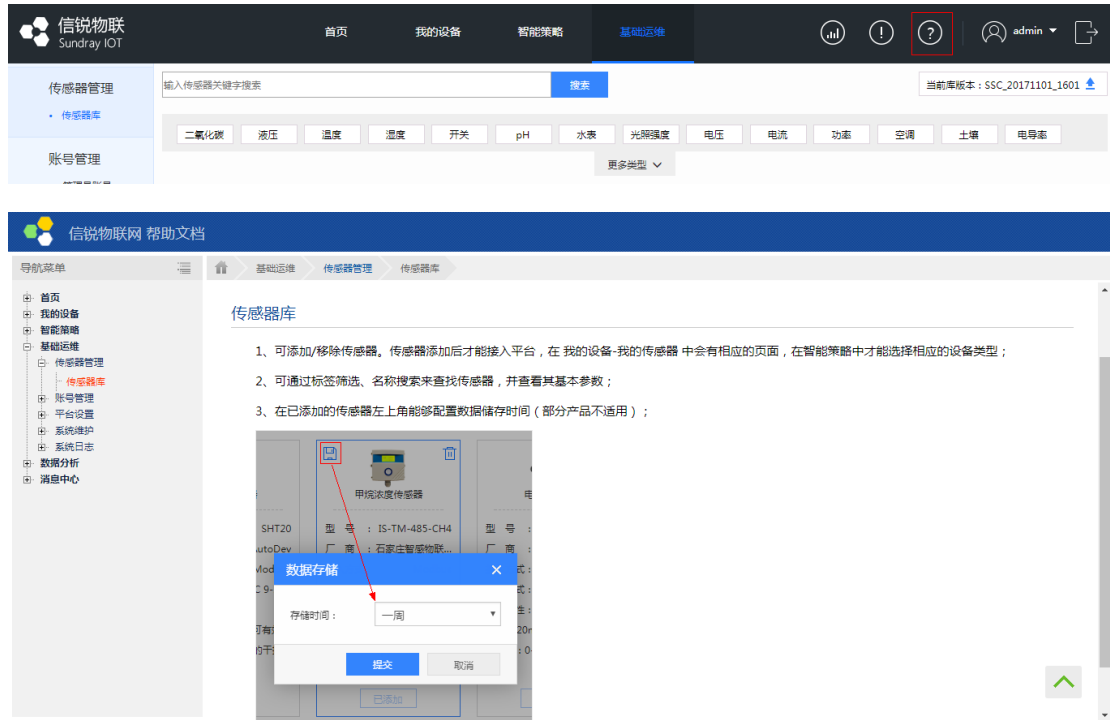 信锐物联
Sundray IOT
首页 我的设备 智能策略 基础运维 admin
传感器管理
传感器库
账号管理
输入传感器关键字搜索 搜索 当前库版本：SSC_20171101_1601
二氧化碳 液压 温度 湿度 开关 pH 水表 光照强度 电压 电流 功率 空调 土壤 电导率
更多类型
信锐物联网 帮助文档
导航菜单
首页
我的设备
智能策略
基础运维
传感器管理
传感器库
账号管理
平台设置
系统维护
系统日志
数据分析
消息中心
基础运维 传感器管理 传感器库
传感器库
1、可添加/移除传感器。传感器添加后才能接入平台，在 我的设备-我的传感器 中会有相应的页面，在智能策略中才能选择相应的设备类型；
2、可通过标签筛选、名称搜索来查找传感器，并查看其基本参数；
3、在已添加的传感器左上角能够配置数据储存时间（部分产品不适用）；
甲烷浓度传感器
SHT20 型 号 ：IS-TM-485-CH4 型 号 ：
utoDev 厂 商 ：石家庄智感物联... 厂 商 ：
数据存储
存储时间： 一周
提交 取消
已添加